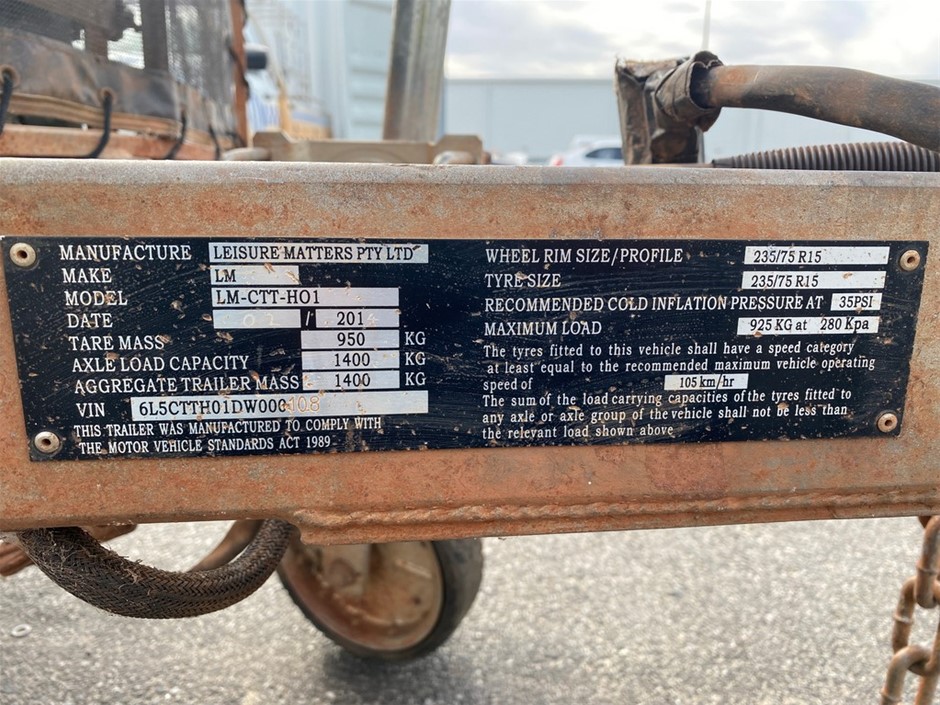 MANUFACTURE LEISURE MATTERS PTY LTD
MAKE LM
MODEL LM-CTT-HO1
DATE 02 / 2014
TARE MASS 950 KG
AXLE LOAD CAPACITY 1400 KG
AGGREGATE TRAILER MASS 1400 KG
VIN 6L5CTTH01DW000108
THIS TRAILER WAS MANUFACTURED TO COMPLY WITH
THE MOTOR VEHICLE STANDARDS ACT 1989
WHEEL RIM SIZE/PROFILE 235/75 R15
TYRE SIZE 235/75 R15
RECOMMENDED COLD INFLATION PRESSURE AT 35PSI
MAXIMUM LOAD 925 KG at 280 Kpa
The tyres fitted to this vehicle shall have a speed category
at least equal to the recommended maximum vehicle operating
speed of 105 km/hr
The sum of the load carrying capacities of the tyres fitted to
any axle or axle group of the vehicle shall not be less than
the relevant load shown above